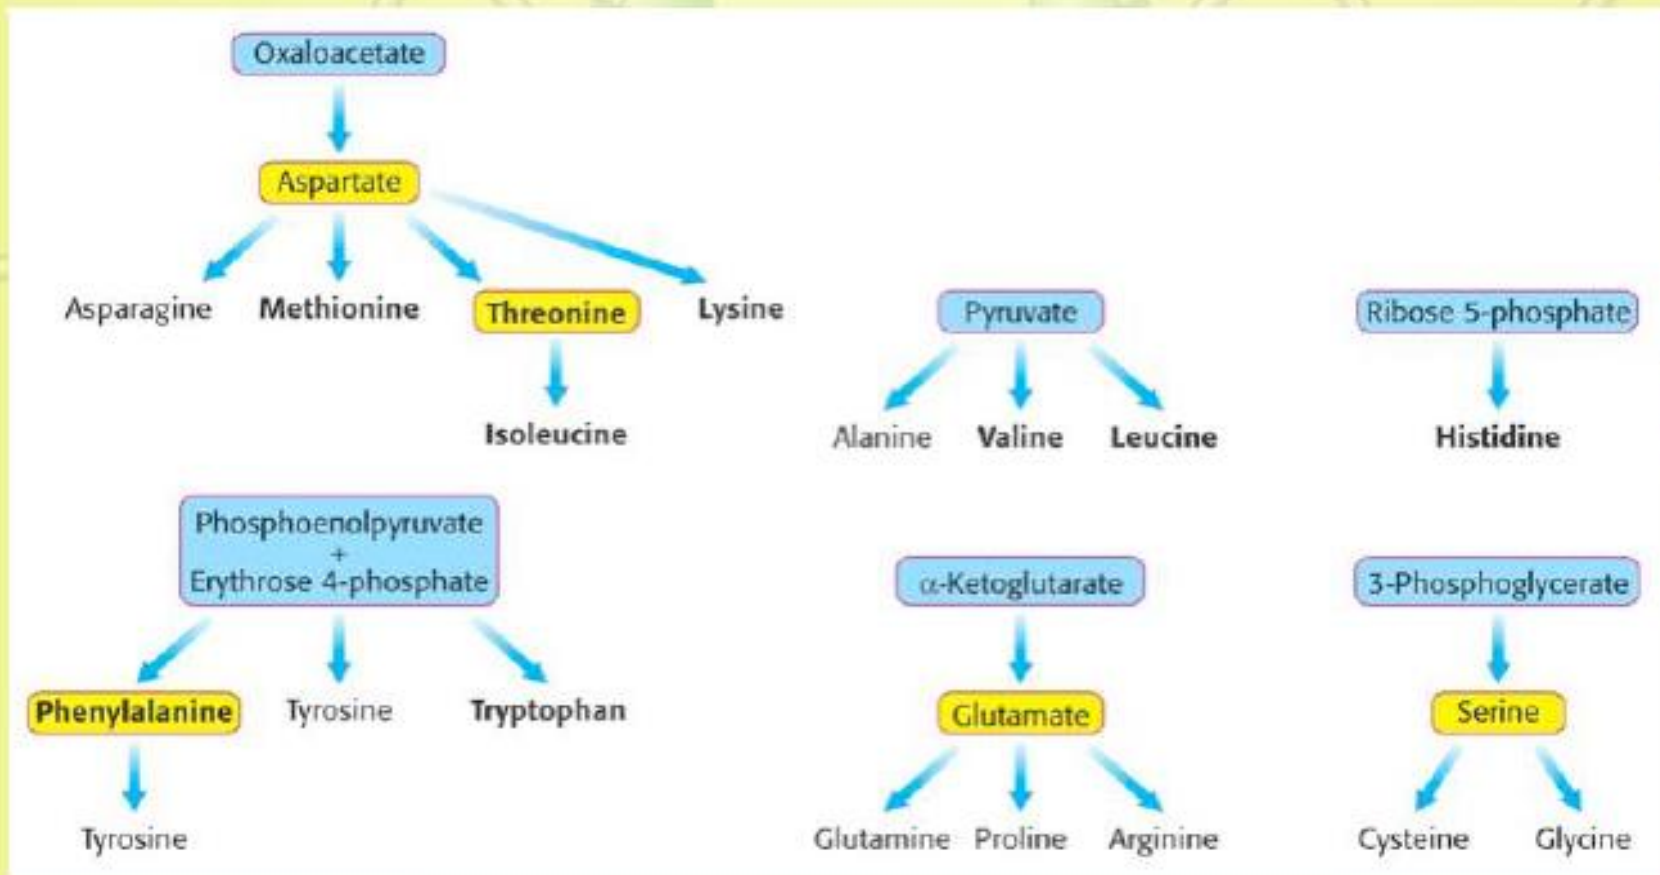 Oxaloacetate
Aspartate
Asparagine Methionine Threonine Lysine
Isoleucine
Pyruvate
Alanine Valine Leucine
Ribose 5-phosphate
Histidine
Phosphoenolpyruvate
+
Erythrose 4-phosphate
Phenylalanine Tyrosine Tryptophan
Tyrosine
α-Ketoglutarate
Glutamate
Glutamine Proline Arginine
3-Phosphoglycerate
Serine
Cysteine Glycine